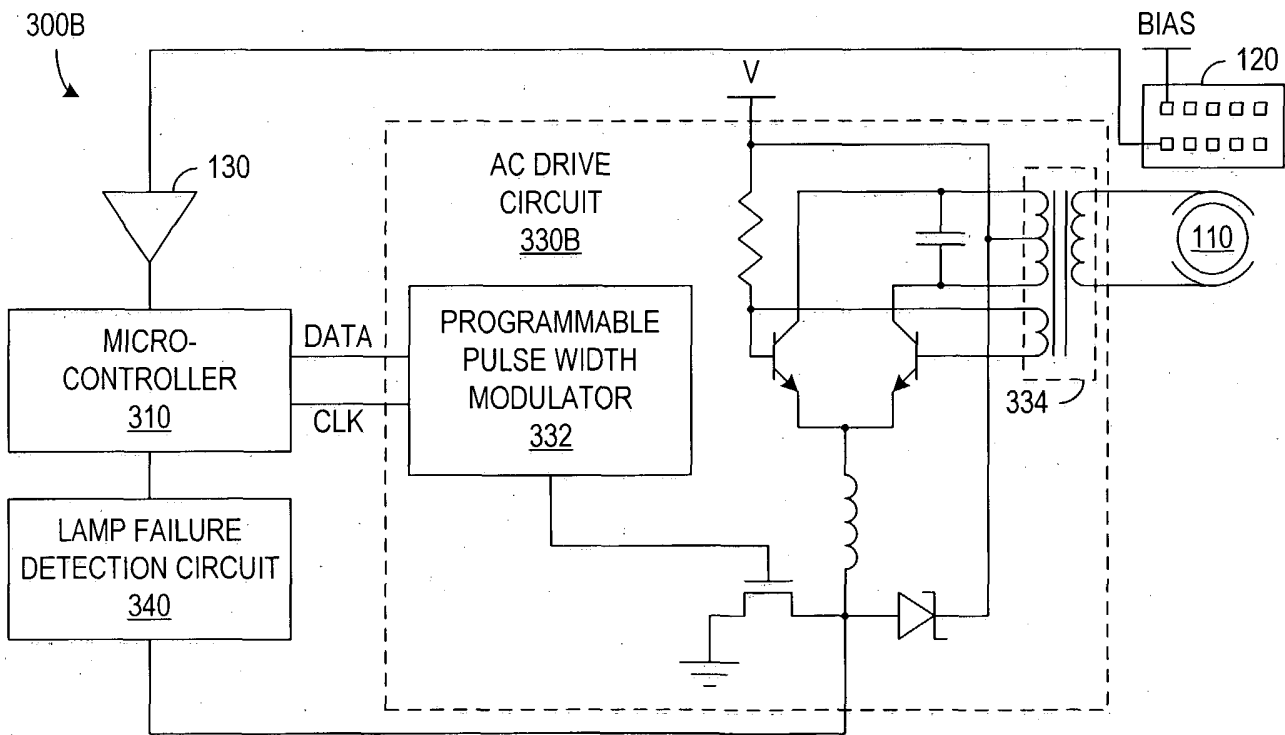 300B
BIAS
120
V
130
AC DRIVE
CIRCUIT
330B
110
MICRO-
CONTROLLER
310
DATA
CLK
PROGRAMMABLE
PULSE WIDTH
MODULATOR
332
334
LAMP FAILURE
DETECTION CIRCUIT
340